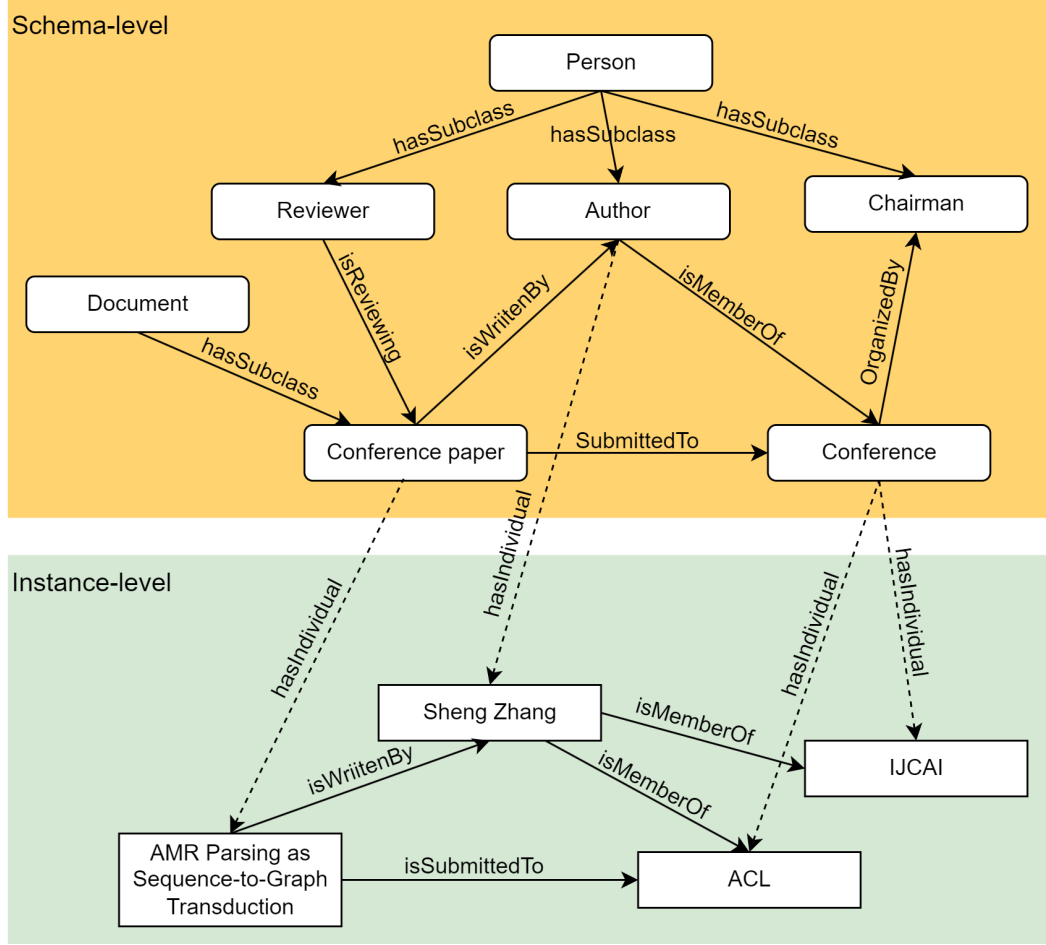 Schema-level
Person
hasSubclass
hasSubclass
hasSubclass
Reviewer
Author
Chairman
Document
isReviewing
isWriitenBy
isMemberOf
OrganizedBy
hasSubclass
Conference paper
SubmittedTo
Conference
hasIndividual
hasIndividual
hasIndividual
hasIndividual
Instance-level
Sheng Zhang
isMemberOf
IJCAI
isWriitenBy
isMemberOf
AMR Parsing as
Sequence-to-Graph
Transduction
isSubmittedTo
ACL